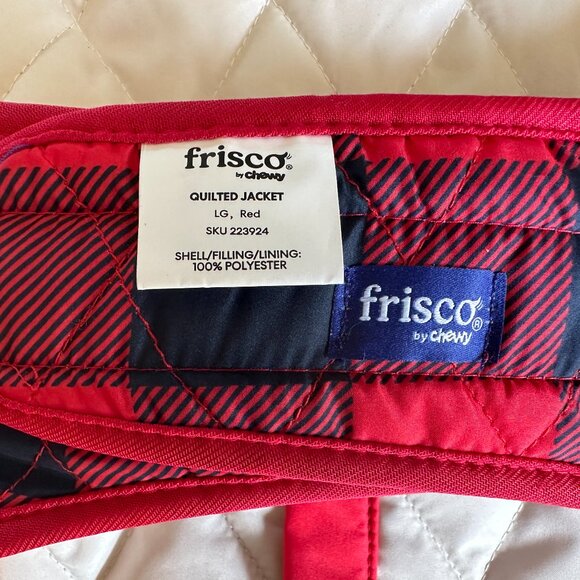 frisco
by chewy
QUILTED JACKET
LG, Red
SKU 223924
SHELL/FILLING/LINING:
100% POLYESTER
frisco®
by chewy